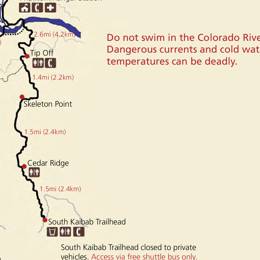 2.6mi (4.2km)
Do not swim in the Colorado
Dangerous currents and cold
temperatures can be deadly.
Tip Off
1.4mi (2.2km)
Skeleton Point
1.5mi (2.4km)
Cedar Ridge
1.5mi (2.4km)
South Kaibab Trailhead
South Kaibab Trailhead closed to private
vehicles. Access via free shuttle bus only.